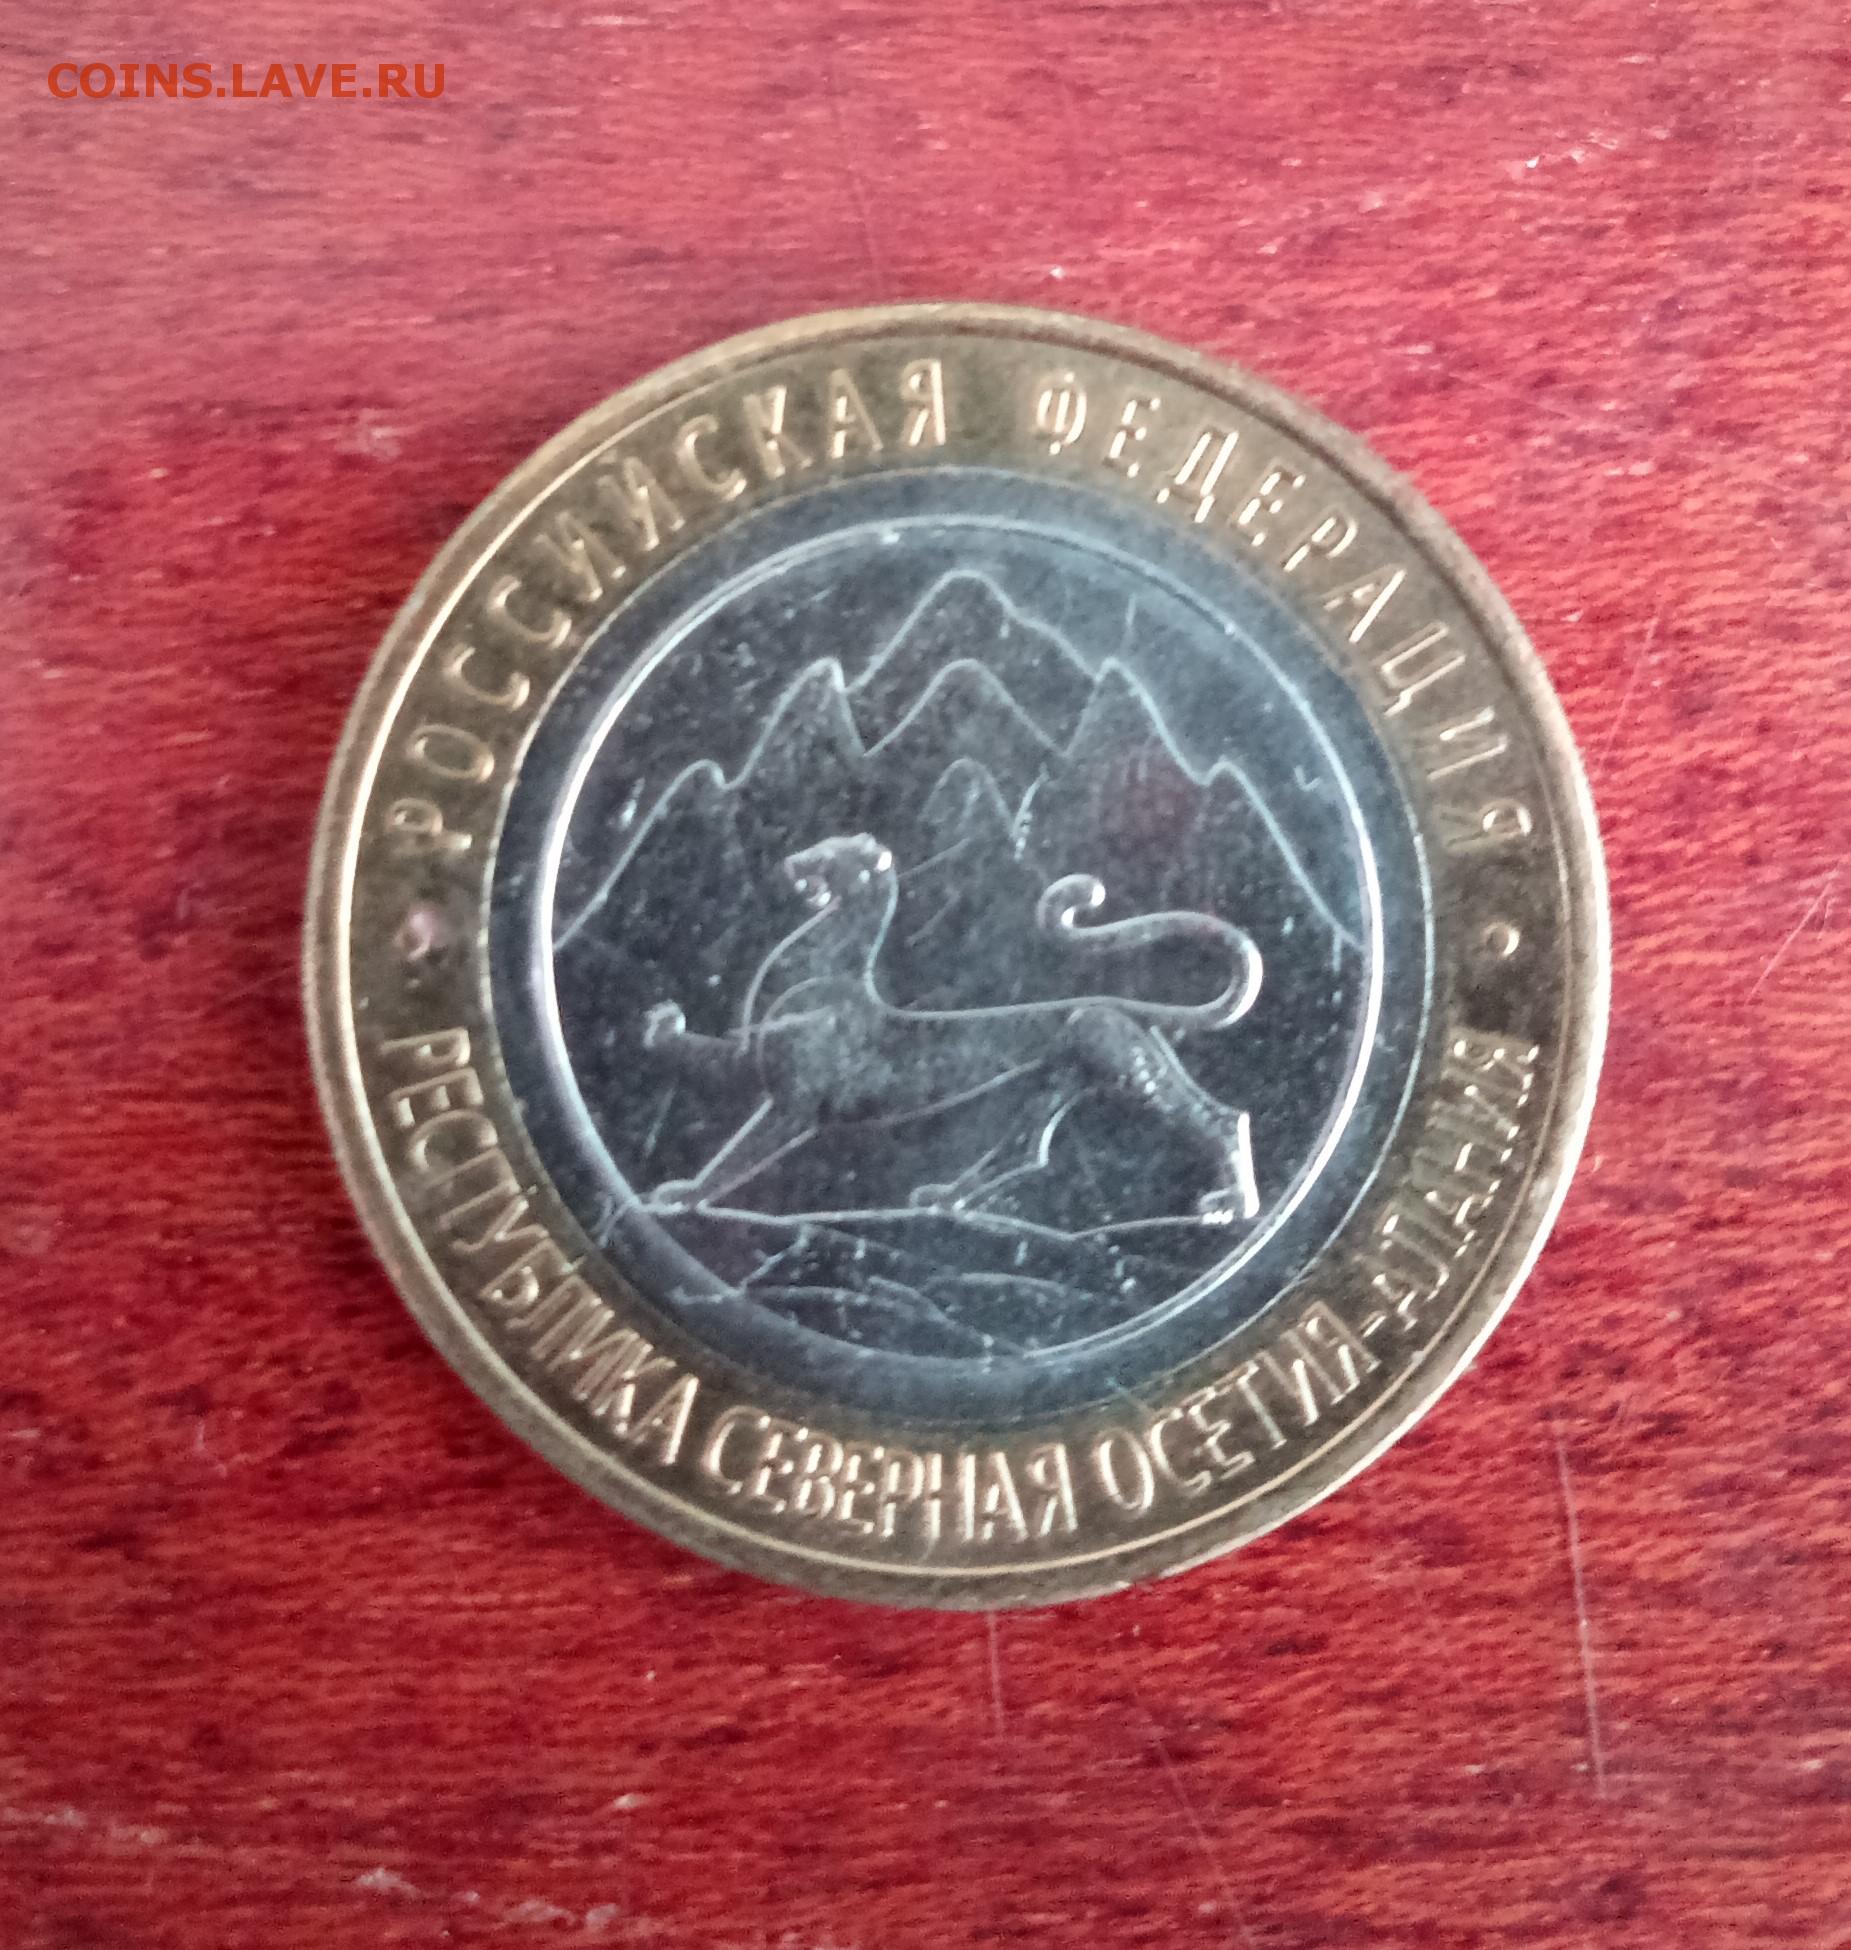 COINS.LAVE.RU
РОССИЙСКАЯ ФЕДЕРАЦИЯ
РЕСПУБЛИКА СЕВЕРНАЯ ОСЕТИЯ-АЛАНИЯ